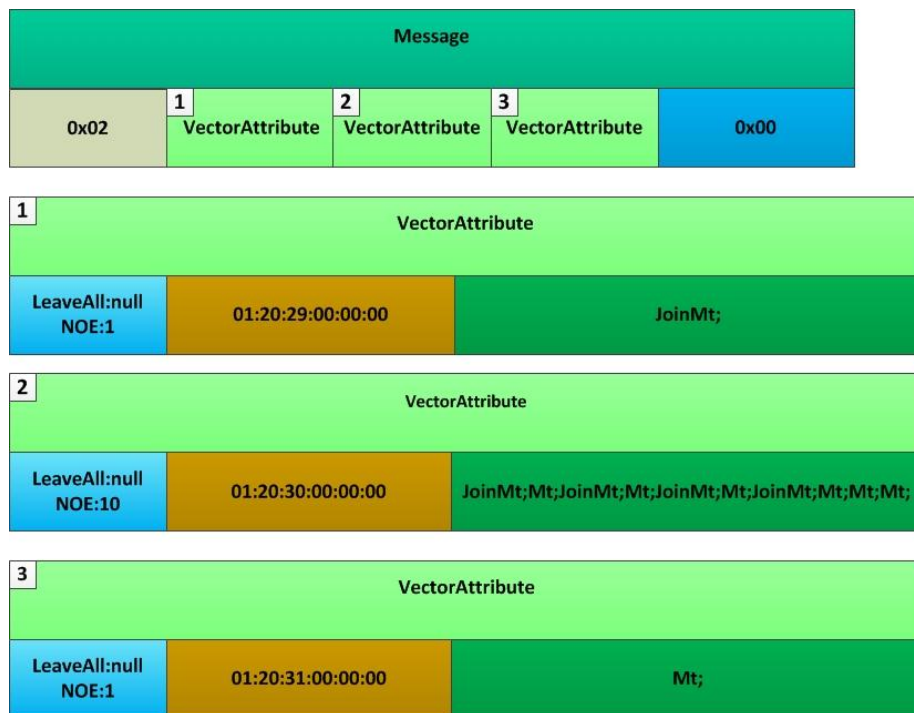 Message
0x02
1
VectorAttribute
2
VectorAttribute
3
VectorAttribute
0x00
1
VectorAttribute
LeaveAll:null
NOE:1
01:20:29:00:00:00
JoinMt;
2
VectorAttribute
LeaveAll:null
NOE:10
01:20:30:00:00:00
JoinMt;Mt;JoinMt;Mt;JoinMt;Mt;JoinMt;Mt;Mt;Mt;
3
VectorAttribute
LeaveAll:null
NOE:1
01:20:31:00:00:00
Mt;